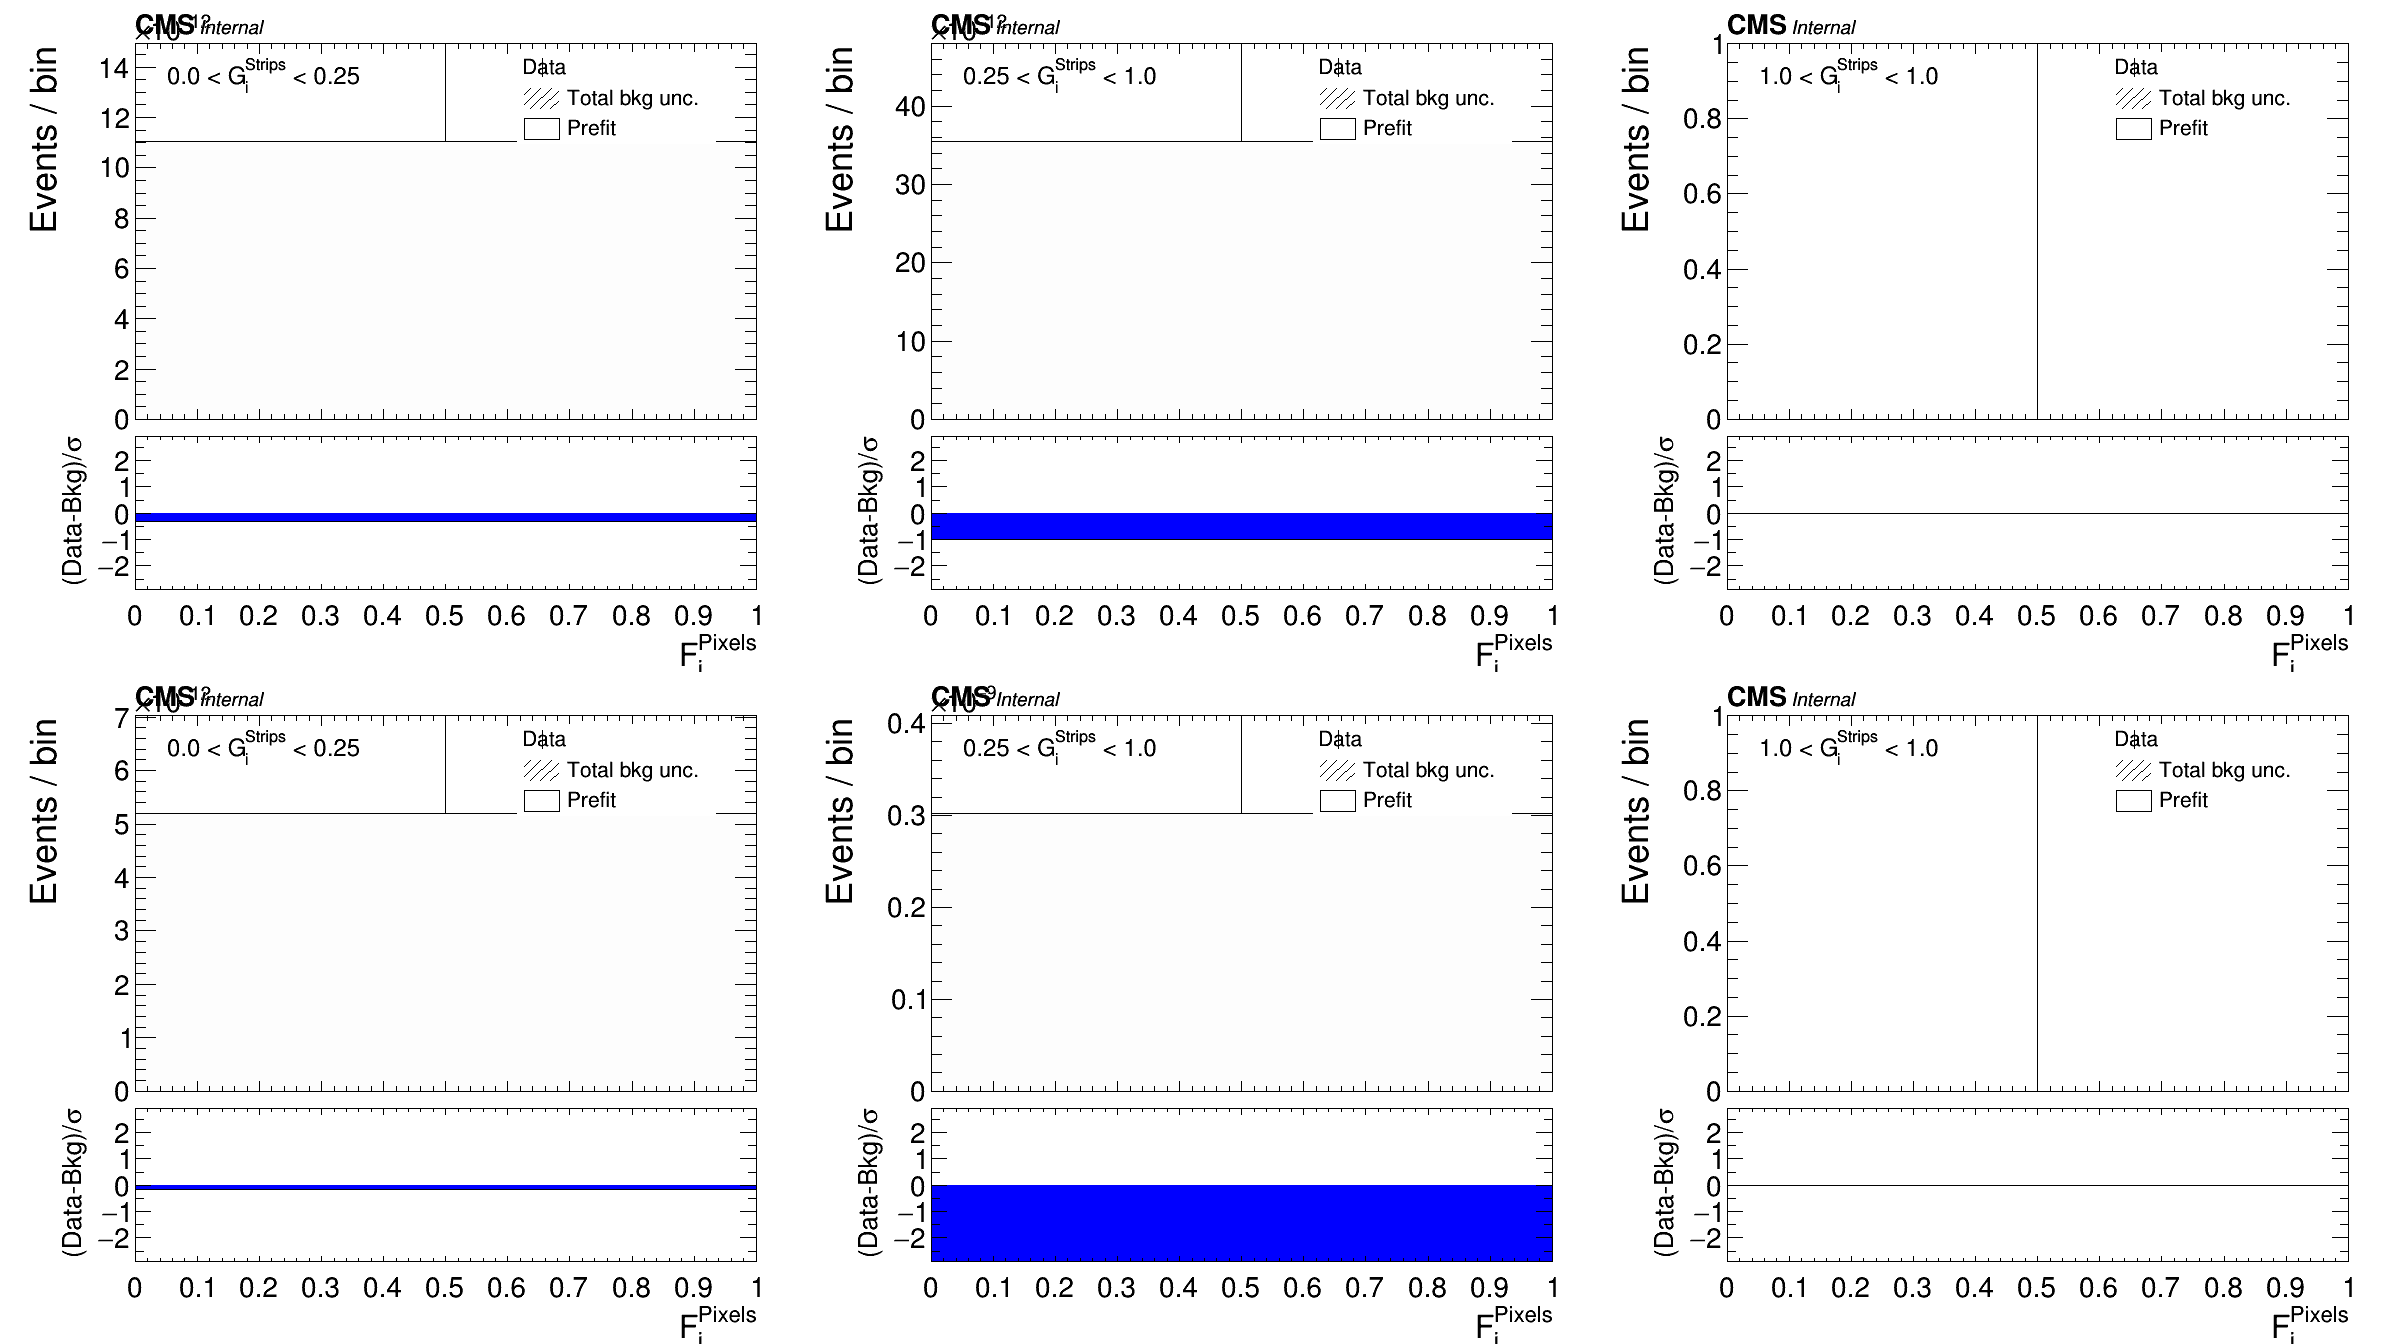 CMS Internal
×10 12
Events / bin
0.0 < G_i^Strips < 0.25
Data
Total bkg unc.
Prefit
14
12
10
8
6
4
2
0
(Data-Bkg)/σ
2
1
0
−1
−2
0 0.1 0.2 0.3 0.4 0.5 0.6 0.7 0.8 0.9 1
F_i^Pixels
CMS Internal
×10 12
Events / bin
0.25 < G_i^Strips < 1.0
Data
Total bkg unc.
Prefit
40
30
20
10
0
(Data-Bkg)/σ
2
1
0
−1
−2
0 0.1 0.2 0.3 0.4 0.5 0.6 0.7 0.8 0.9 1
F_i^Pixels
CMS Internal
Events / bin
1.0 < G_i^Strips < 1.0
Data
Total bkg unc.
Prefit
1
0.8
0.6
0.4
0.2
0
(Data-Bkg)/σ
2
1
0
−1
−2
0 0.1 0.2 0.3 0.4 0.5 0.6 0.7 0.8 0.9 1
F_i^Pixels
CMS Internal
×10 12
Events / bin
0.0 < G_i^Strips < 0.25
Data
Total bkg unc.
Prefit
7
6
5
4
3
2
1
0
(Data-Bkg)/σ
2
1
0
−1
−2
0 0.1 0.2 0.3 0.4 0.5 0.6 0.7 0.8 0.9 1
F_i^Pixels
CMS Internal
×10 9
Events / bin
0.25 < G_i^Strips < 1.0
Data
Total bkg unc.
Prefit
0.4
0.3
0.2
0.1
0
(Data-Bkg)/σ
2
1
0
−1
−2
0 0.1 0.2 0.3 0.4 0.5 0.6 0.7 0.8 0.9 1
F_i^Pixels
CMS Internal
Events / bin
1.0 < G_i^Strips < 1.0
Data
Total bkg unc.
Prefit
1
0.8
0.6
0.4
0.2
0
(Data-Bkg)/σ
2
1
0
−1
−2
0 0.1 0.2 0.3 0.4 0.5 0.6 0.7 0.8 0.9 1
F_i^Pixels